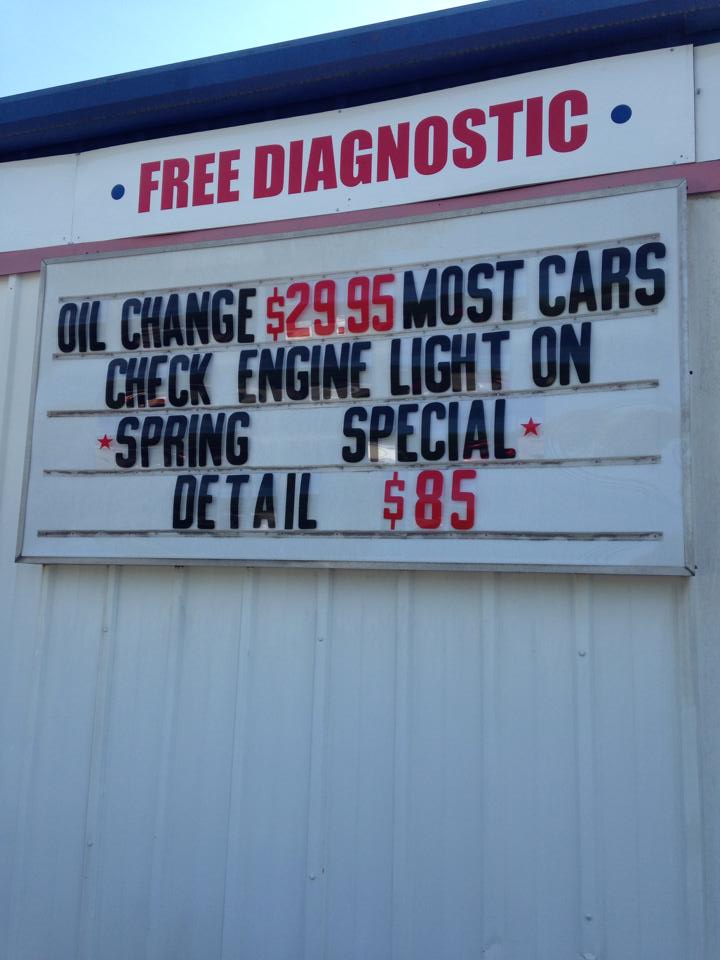 FREE DIAGNOSTIC
OIL CHANGE $29.95 MOST CARS
CHECK ENGINE LIGHT ON
SPRING SPECIAL
DETAIL $85